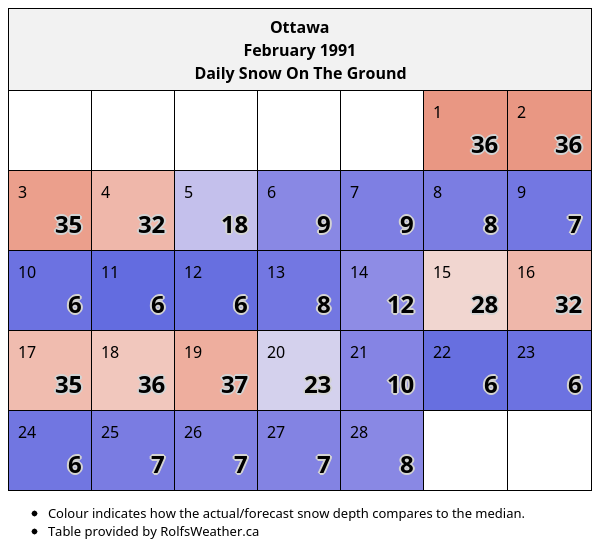 Ottawa
February 1991
Daily Snow On The Ground
1 2
36 36
3 4 5 6 7 8 9
35 32 18 9 9 8 7
10 11 12 13 14 15 16
6 6 6 8 12 28 32
17 18 19 20 21 22 23
35 36 37 23 10 6 6
24 25 26 27 28
6 7 7 7 8
• Colour indicates how the actual/forecast snow depth compares to the median.
• Table provided by RolfsWeather.ca